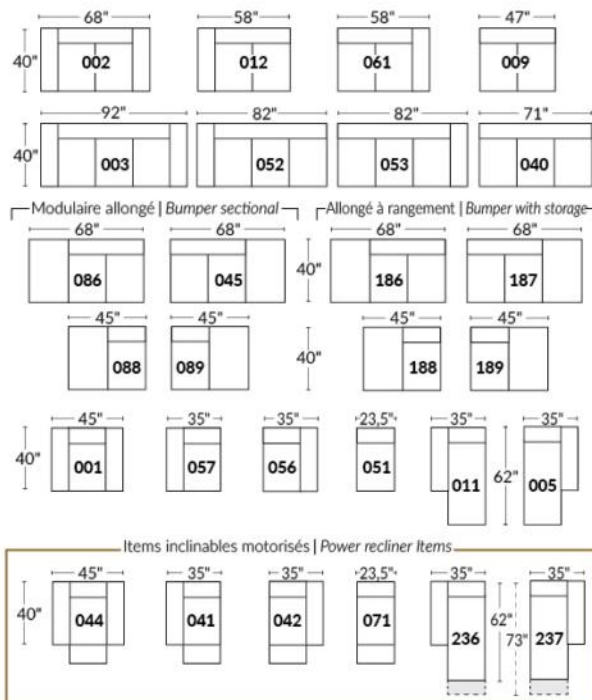 68" 58" 58" 47"
40" 002 012 061 009
92" 82" 82" 71"
40" 003 052 053 040
Modulaire allongé | Bumper sectional Allongé à rangement | Bumper with storage
68" 68" 68" 68"
086 045 40" 186 187
45" 45" 45" 45"
088 089 40" 188 189
45" 35" 35" 23,5" 35" 35"
40" 001 057 056 051 011 62" 005
Items inclinables motorisés | Power recliner Items
45" 35" 35" 23,5" 35" 35"
40" 044 041 042 071 236 62" 73" 237